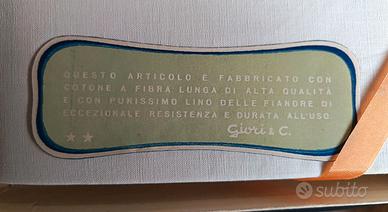 QUESTO ARTICOLO È FABBRICATO CON
COTONE A FIBRA LUNGA DI ALTA QUALITÀ
E CON PURISSIMO LINO DELLE FIANDRE DI
ECCEZIONALE RESISTENZA E DURATA ALL'USO.
Giori & C.
subito